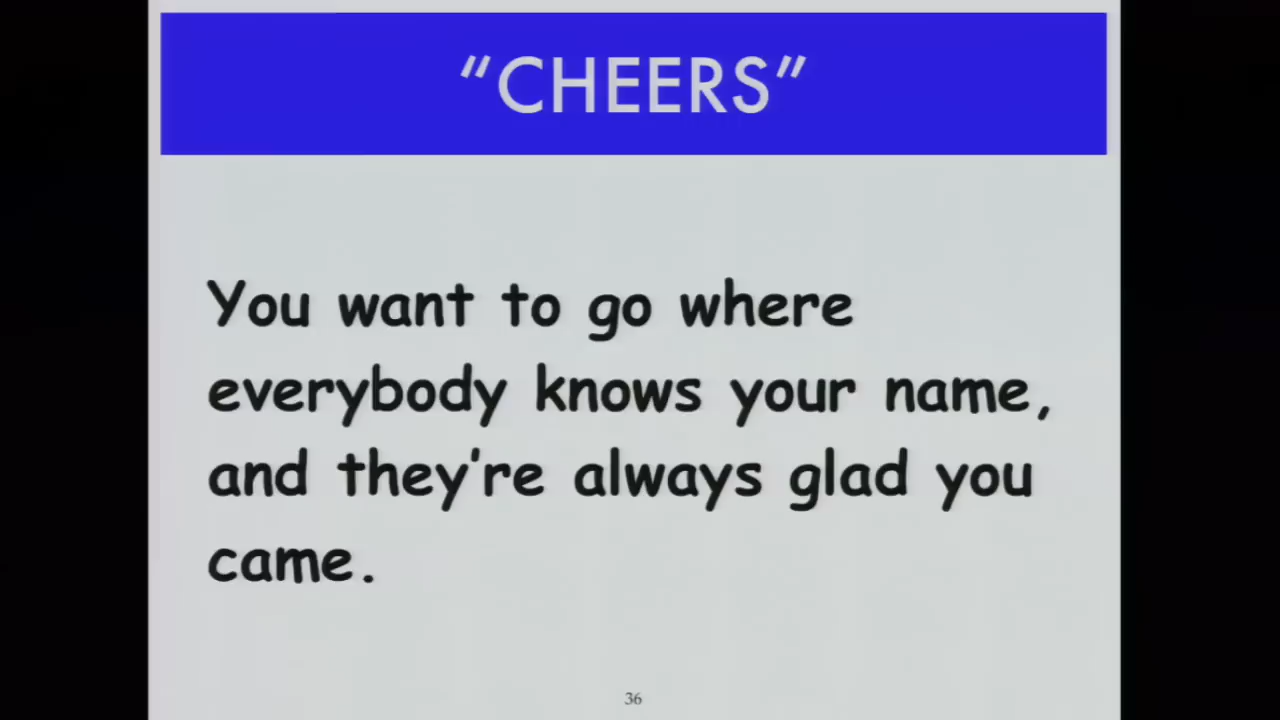 “CHEERS”
You want to go where
everybody knows your name,
and they’re always glad you
came.
36